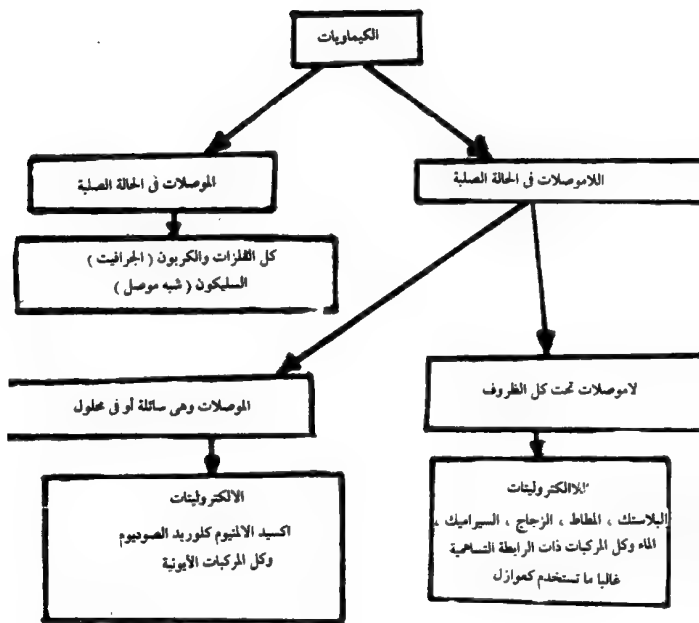 الكيماويات
الموصلات فى الحالة الصلبة
اللاموصلات فى الحالة الصلبة
كل الفلزات والكربون ( الجرافيت )
السليكون ( شبه موصل )
لاموصلات تحت كل الظروف
الموصلات وهى سائلة أو فى محلول
اللاالكتروليتات
البلاستك ، المطاط ، الزجاج ، السيراميك ،
الماء وكل المركبات ذات الرابطة التساهمية
غالبا ما تستخدم كعوازل
الالكتروليتات
اكسيد الالمنيوم كلوريد الصوديوم
وكل المركبات الأيونية